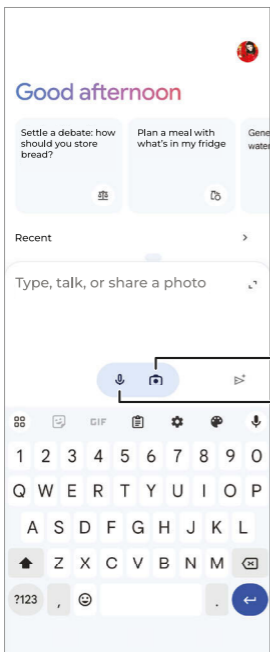 Good afternoon
Settle a debate: how
should you store
bread?
Plan a meal with
what's in my fridge
Gene
water
Recent
Type, talk, or share a photo
GIF
1 2 3 4 5 6 7 8 9 0
Q W E R T Y U I O P
A S D F G H J K L
Z X C V B N M
?123 , .